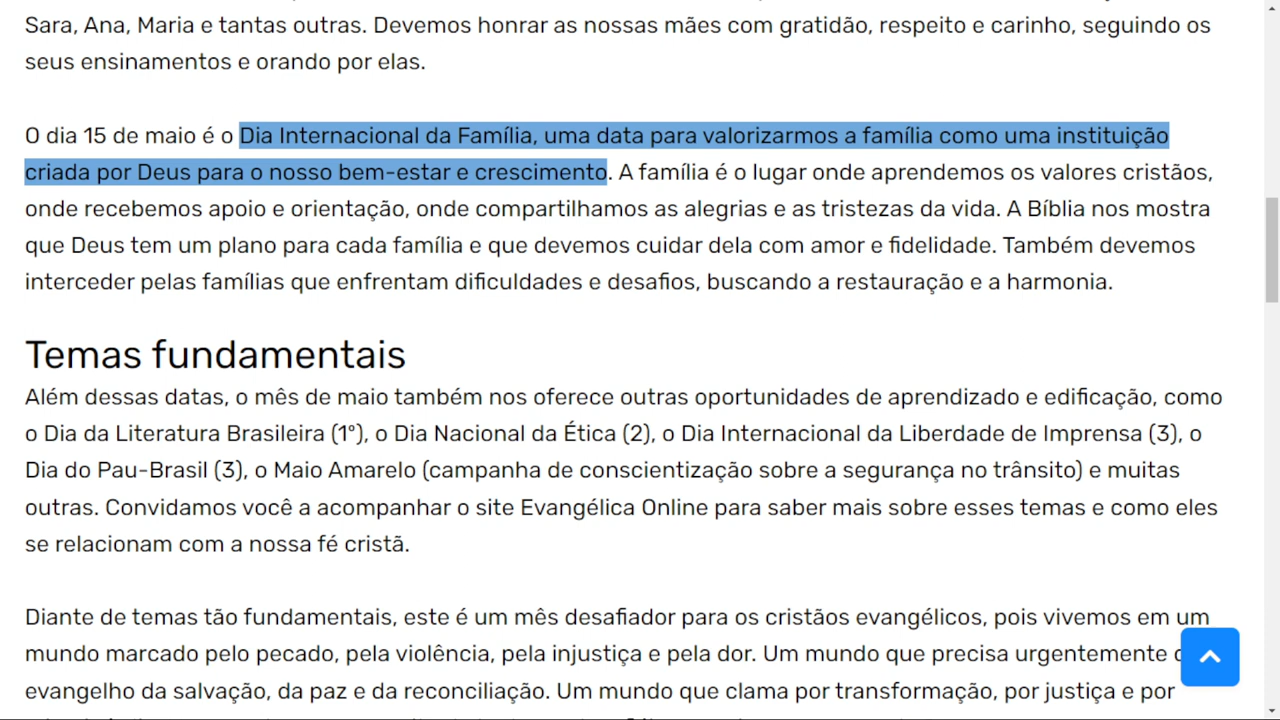 Sara, Ana, Maria e tantas outras. Devemos honrar as nossas mães com gratidão, respeito e carinho, seguindo os
seus ensinamentos e orando por elas.
O dia 15 de maio é o Dia Internacional da Família, uma data para valorizarmos a família como uma instituição
criada por Deus para o nosso bem-estar e crescimento. A família é o lugar onde aprendemos os valores cristãos,
onde recebemos apoio e orientação, onde compartilhamos as alegrias e as tristezas da vida. A Bíblia nos mostra
que Deus tem um plano para cada família e que devemos cuidar dela com amor e fidelidade. Também devemos
interceder pelas famílias que enfrentam dificuldades e desafios, buscando a restauração e a harmonia.
Temas fundamentais
Além dessas datas, o mês de maio também nos oferece outras oportunidades de aprendizado e edificação, como
o Dia da Literatura Brasileira (1º), o Dia Nacional da Ética (2), o Dia Internacional da Liberdade de Imprensa (3), o
Dia do Pau-Brasil (3), o Maio Amarelo (campanha de conscientização sobre a segurança no trânsito) e muitas
outras. Convidamos você a acompanhar o site Evangélica Online para saber mais sobre esses temas e como eles
se relacionam com a nossa fé cristã.
Diante de temas tão fundamentais, este é um mês desafiador para os cristãos evangélicos, pois vivemos em um
mundo marcado pelo pecado, pela violência, pela injustiça e pela dor. Um mundo que precisa urgentemente
evangelho da salvação, da paz e da reconciliação. Um mundo que clama por transformação, por justiça e por